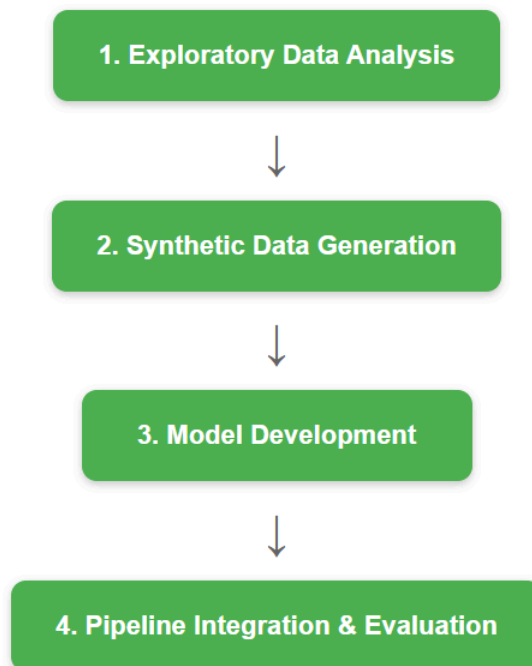 1. Exploratory Data Analysis
2. Synthetic Data Generation
3. Model Development
4. Pipeline Integration & Evaluation